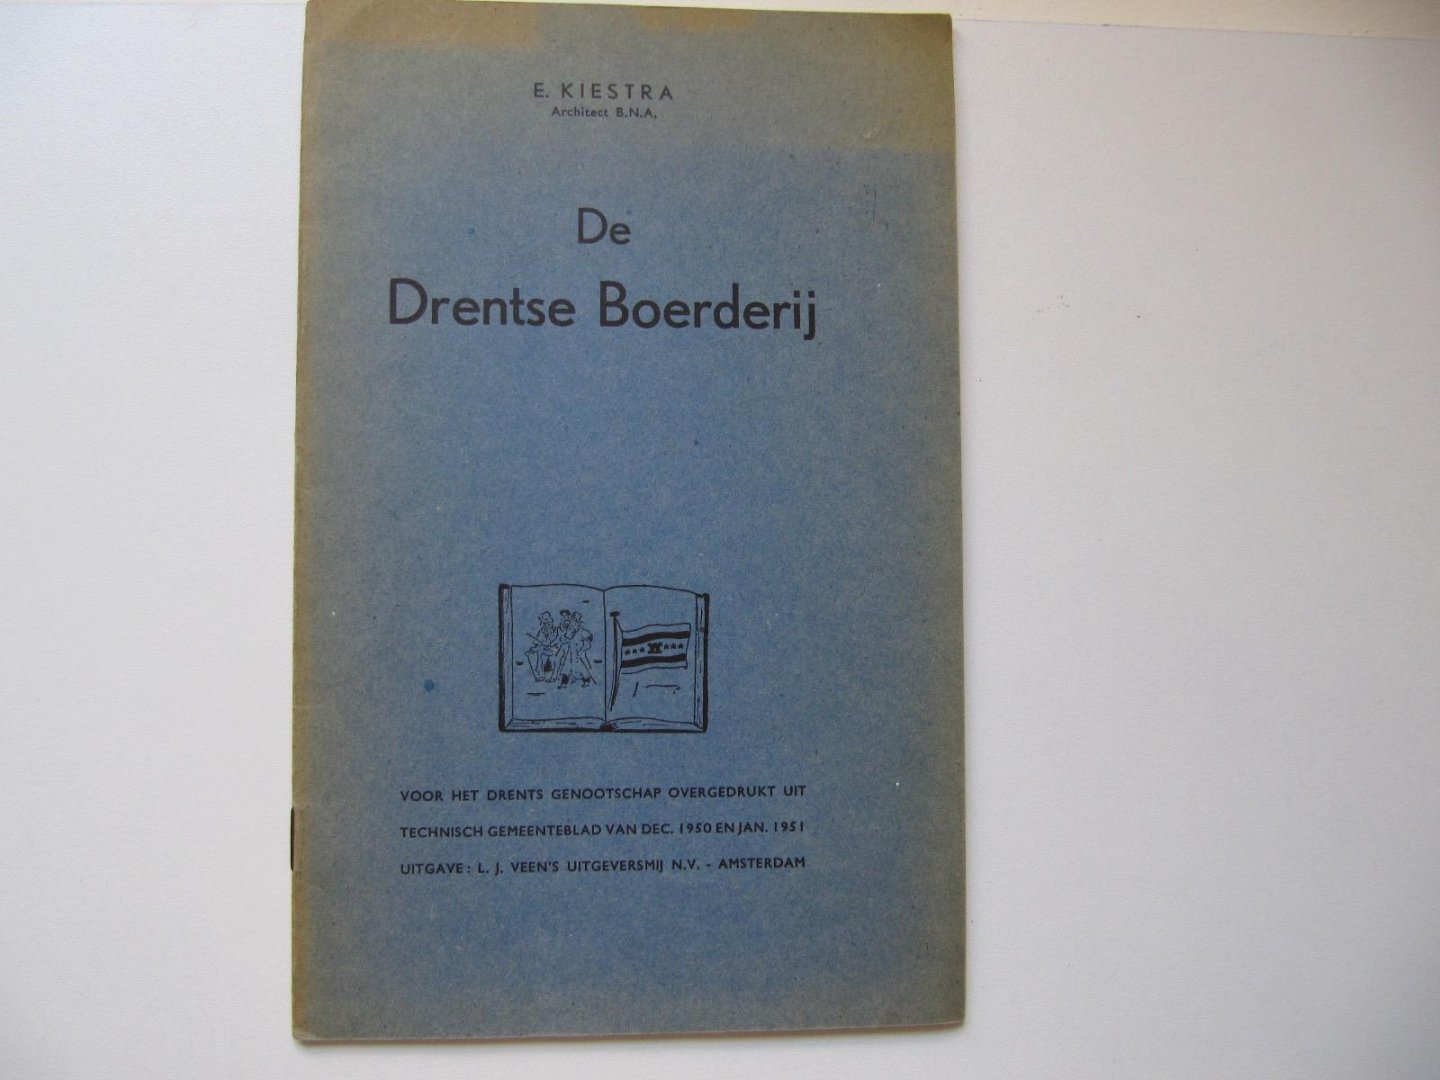 E. KIESTRA
Architect B.N.A.
De
Drentse Boerderij
VOOR HET DRENTS GENOOTSCHAP OVERGEDRUKT UIT
TECHNISCH GEMEENTEBLAD VAN DEC. 1950 EN JAN. 1951
UITGAVE: L. J. VEEN'S UITGEVERSMIJ N.V. - AMSTERDAM